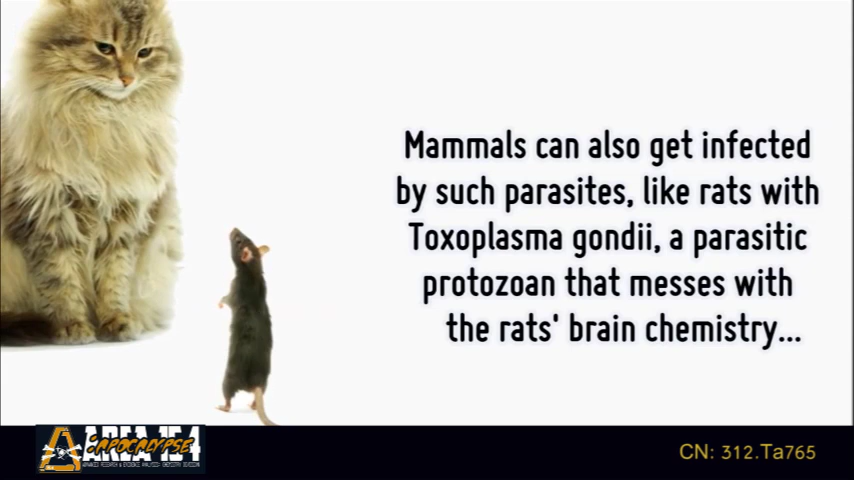 Mammals can also get infected
by such parasites, like rats with
Toxoplasma gondii, a parasitic
protozoan that messes with
the rats' brain chemistry...
AREA 154
:APOCALYPSE
CN: 312.Ta765